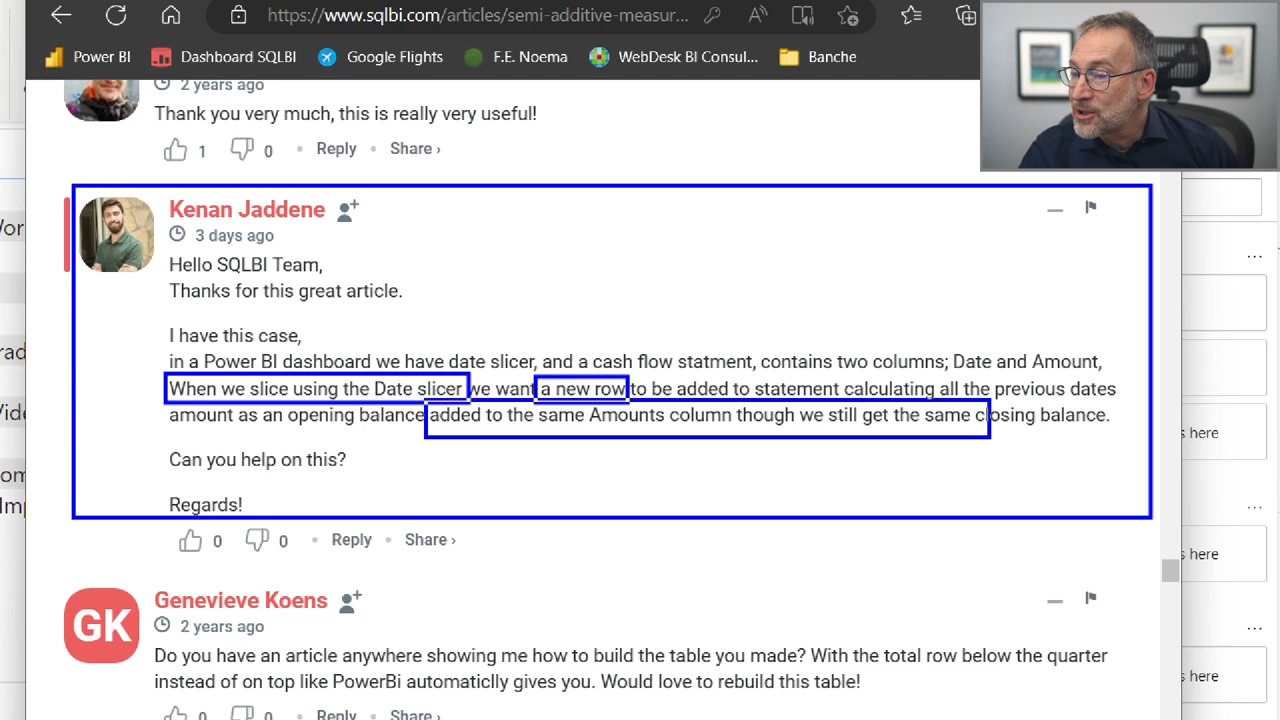 https://www.sqlbi.com/articles/semi-additive-measur...
Power BI
Dashboard SQLBI
Google Flights
F.E. Noema
WebDesk BI Consul...
Banche
2 years ago
Thank you very much, this is really very useful!
1
0
• Reply • Share ›
Kenan Jaddene
3 days ago
Hello SQLBI Team,
Thanks for this great article.
I have this case,
in a Power BI dashboard we have date slicer, and a cash flow statment, contains two columns; Date and Amount,
When we slice using the Date slicer we want a new row to be added to statement calculating all the previous dates
amount as an opening balance added to the same Amounts column though we still get the same closing balance.
Can you help on this?
Regards!
0
0
• Reply • Share ›
GK
Genevieve Koens
2 years ago
Do you have an article anywhere showing me how to build the table you made? With the total row below the quarter
instead of on top like PowerBi automaticlly gives you. Would love to rebuild this table!
0
0
Reply
Share ›
...
s here
...
s here
...
s here